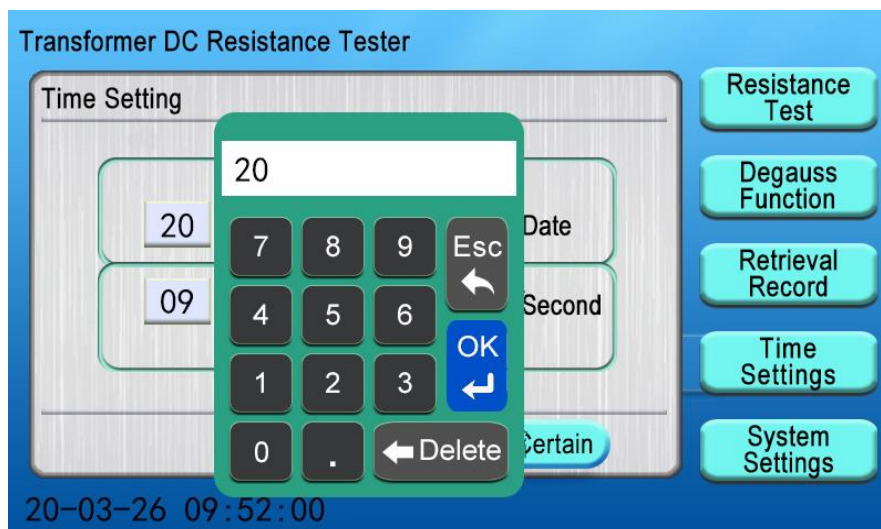 Transformer DC Resistance Tester
Time Setting
20
20
Date
09
Second
7 8 9 Esc
4 5 6
OK
1 2 3
0 . Delete
Certain
Resistance
Test
Degauss
Function
Retrieval
Record
Time
Settings
System
Settings
20-03-26 09:52:00